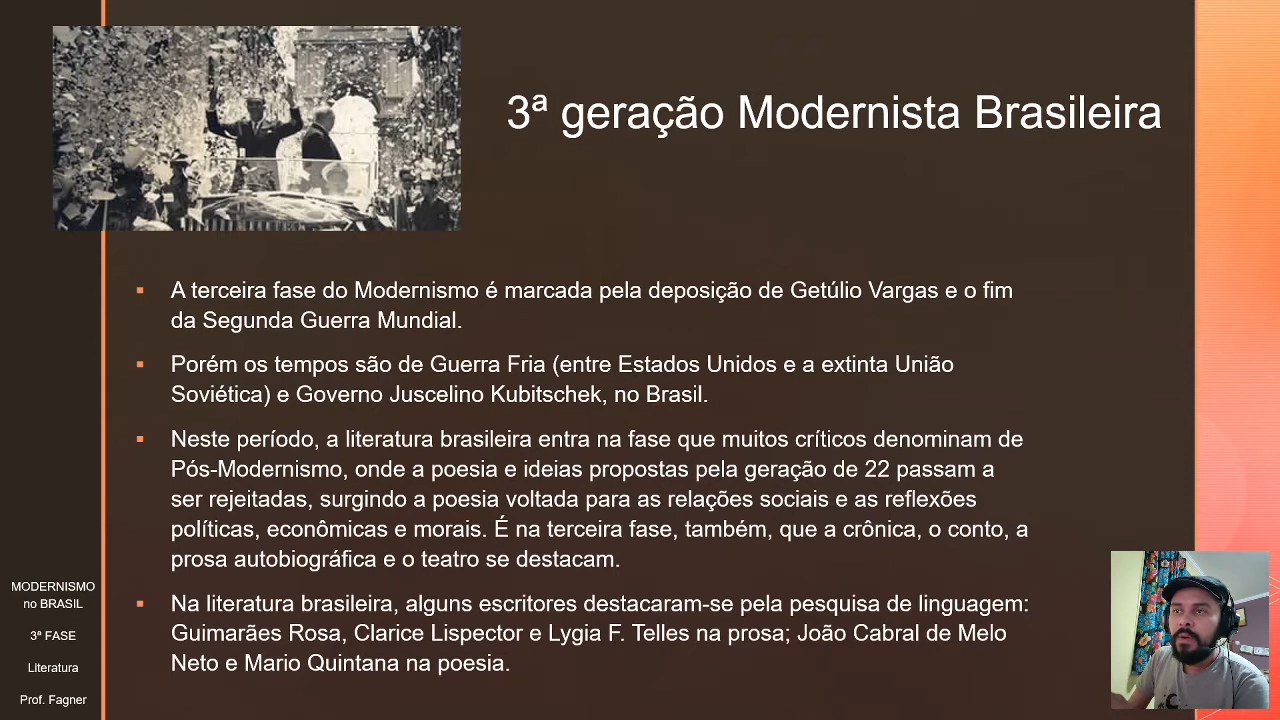 3ª geração Modernista Brasileira
A terceira fase do Modernismo é marcada pela deposição de Getúlio Vargas e o fim
da Segunda Guerra Mundial.
Porém os tempos são de Guerra Fria (entre Estados Unidos e a extinta União
Soviética) e Governo Juscelino Kubitschek, no Brasil.
Neste período, a literatura brasileira entra na fase que muitos críticos denominam de
Pós-Modernismo, onde a poesia e ideias propostas pela geração de 22 passam a
ser rejeitadas, surgindo a poesia voltada para as relações sociais e as reflexões
políticas, econômicas e morais. É na terceira fase, também, que a crônica, o conto, a
prosa autobiográfica e o teatro se destacam.
Na literatura brasileira, alguns escritores destacaram-se pela pesquisa de linguagem:
Guimarães Rosa, Clarice Lispector e Lygia F. Telles na prosa; João Cabral de Melo
Neto e Mario Quintana na poesia.
MODERNISMO
no BRASIL
3ª FASE
Literatura
Prof. Fagner